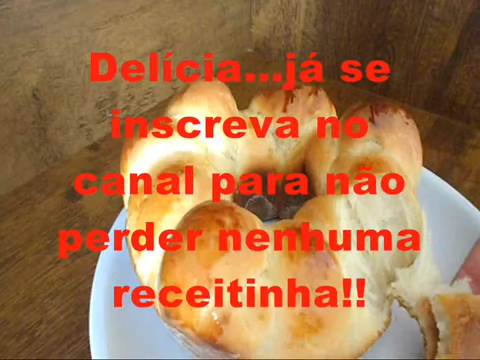 Delícia...já se
inscreva no
canal para não
perder nenhuma
receitinha!!